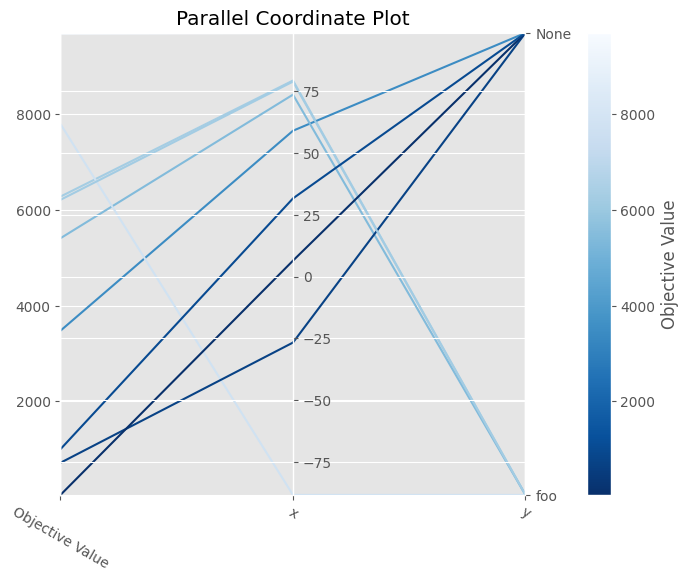 Parallel Coordinate Plot
None
8000
6000
4000
2000
75
50
25
0
−25
−50
−75
foo
Objective Value
x
y
8000
6000
4000
2000
Objective Value